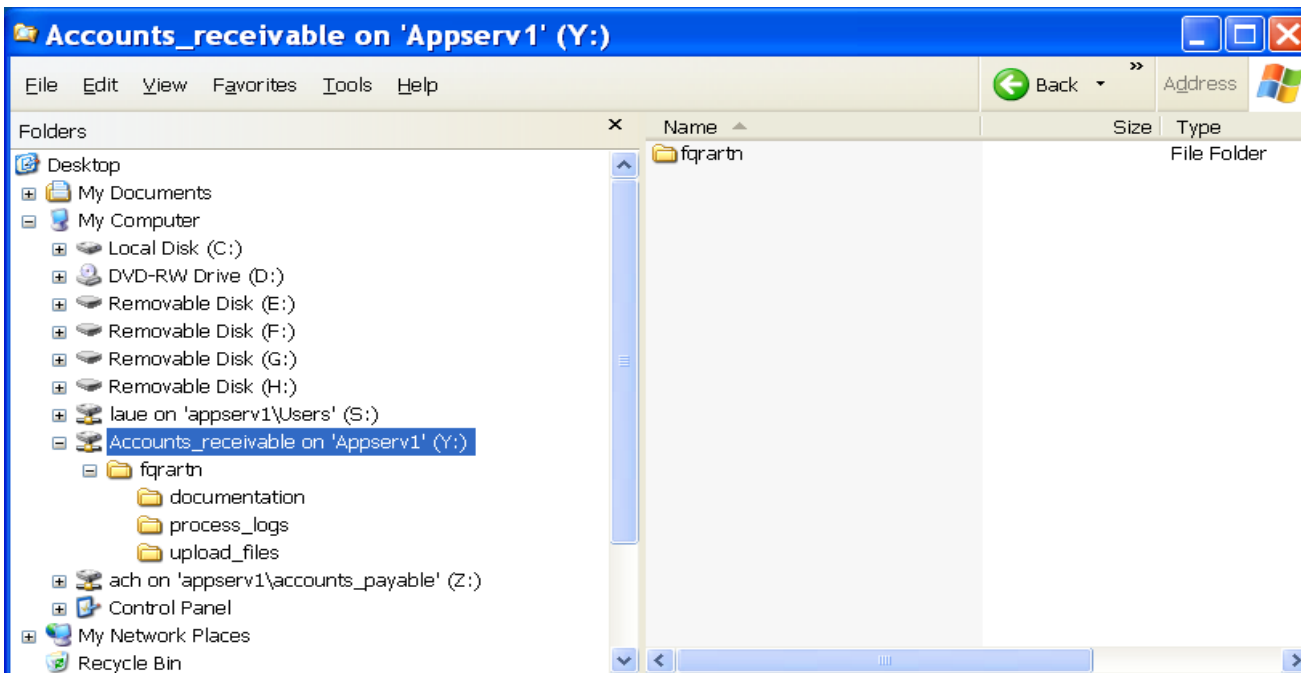 Accounts_receivable on 'Appserv1' (Y:)
File Edit View Favorites Tools Help Back » Address
Folders × Name Size Type
Desktop
fqrartn File Folder
My Documents
My Computer
Local Disk (C:)
DVD-RW Drive (D:)
Removable Disk (E:)
Removable Disk (F:)
Removable Disk (G:)
Removable Disk (H:)
laue on 'appserv1\Users' (S:)
Accounts_receivable on 'Appserv1' (Y:)
fqrartn
documentation
process_logs
upload_files
ach on 'appserv1\accounts_payable' (Z:)
Control Panel
My Network Places
Recycle Bin